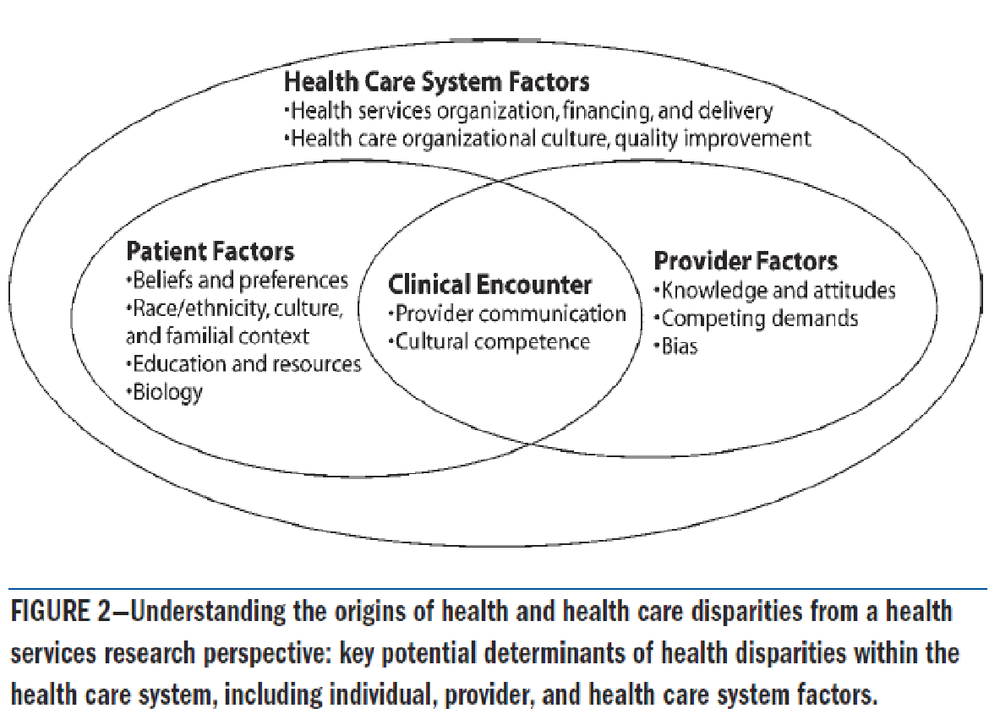 Health Care System Factors
•Health services organization, financing, and delivery
•Health care organizational culture, quality improvement
Patient Factors
•Beliefs and preferences
•Race/ethnicity, culture,
and familial context
•Education and resources
•Biology
Clinical Encounter
•Provider communication
•Cultural competence
Provider Factors
•Knowledge and attitudes
•Competing demands
•Bias
FIGURE 2—Understanding the origins of health and health care disparities from a health
services research perspective: key potential determinants of health disparities within the
health care system, including individual, provider, and health care system factors.